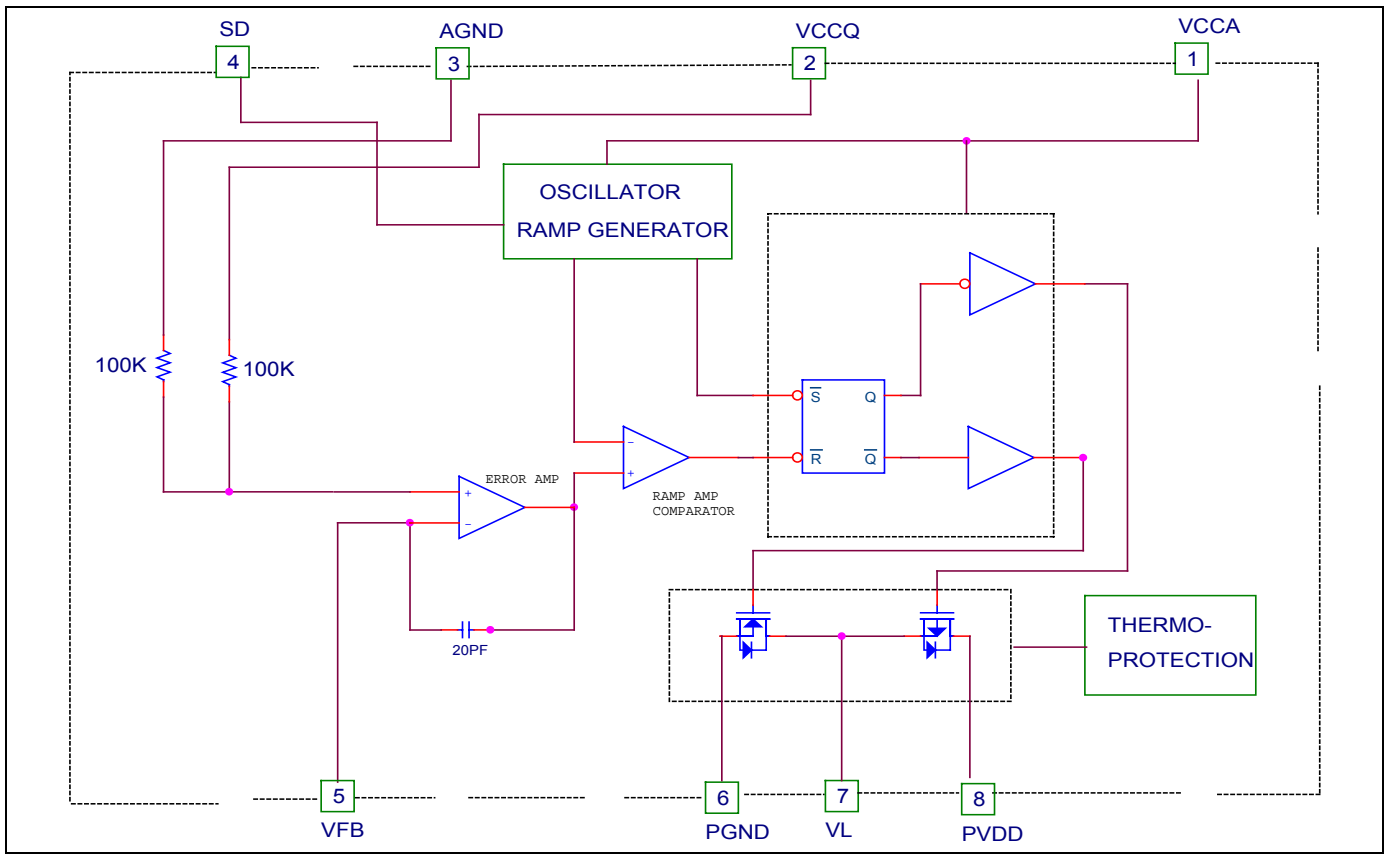 SD
AGND
VCCQ
VCCA
4
3
2
1
OSCILLATOR
RAMP GENERATOR
100K
100K
S
Q
R
Q
-
+
RAMP AMP
COMPARATOR
ERROR AMP
+
-
20PF
THERMO-
PROTECTION
5
6
7
8
VFB
PGND
VL
PVDD